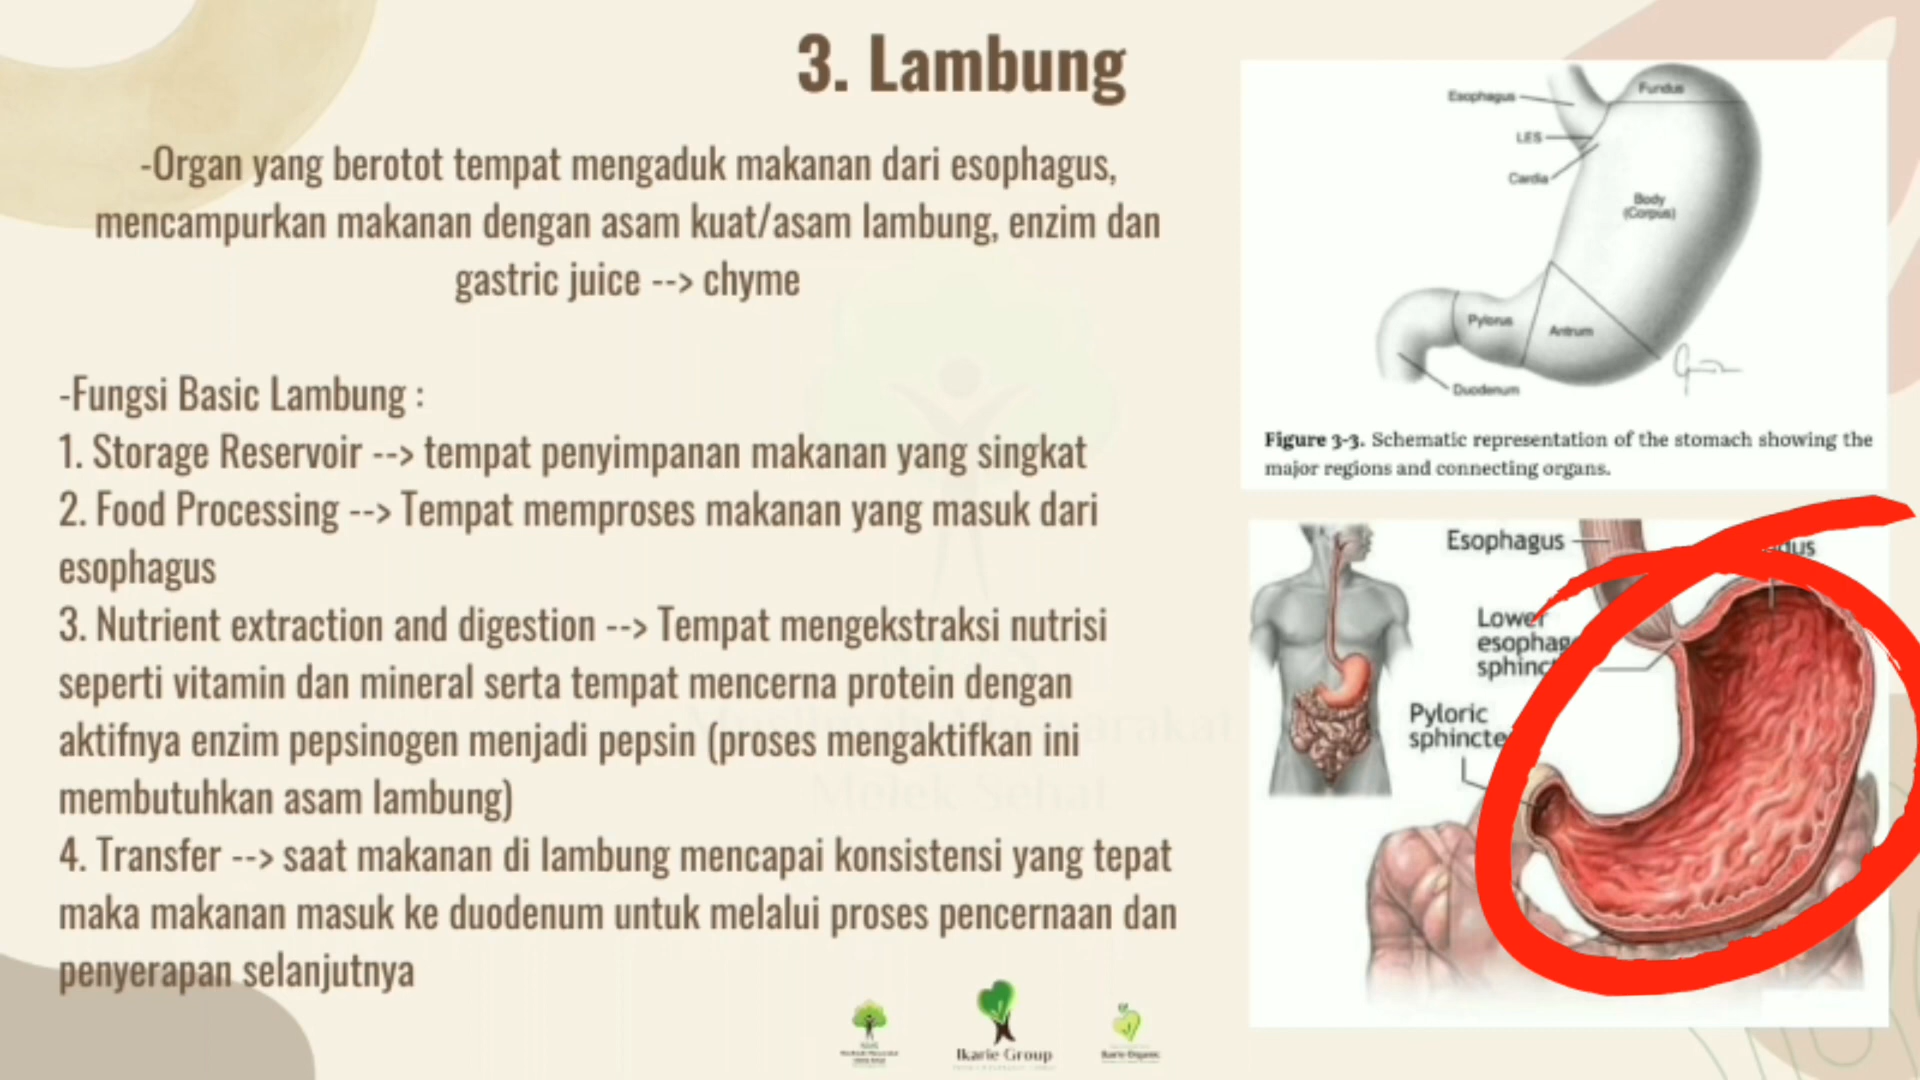 3. Lambung
-Organ yang berotot tempat mengaduk makanan dari esophagus,
mencampurkan makanan dengan asam kuat/asam lambung, enzim dan
gastric juice --> chyme
-Fungsi Basic Lambung :
1. Storage Reservoir --> tempat penyimpanan makanan yang singkat
2. Food Processing --> Tempat memproses makanan yang masuk dari
esophagus
3. Nutrient extraction and digestion --> Tempat mengekstraksi nutrisi
seperti vitamin dan mineral serta tempat mencerna protein dengan
aktifnya enzim pepsinogen menjadi pepsin (proses mengaktifkan ini
membutuhkan asam lambung)
4. Transfer --> saat makanan di lambung mencapai konsistensi yang tepat
maka makanan masuk ke duodenum untuk melalui proses pencernaan dan
penyerapan selanjutnya
Esophagus
Fundus
LES
Cardia
Body
(Corpus)
Pylorus
Antrum
Duodenum
Figure 3-3. Schematic representation of the stomach showing the
major regions and connecting organs.
Esophagus
Lower
Pyloric
Melek Sehat
Ikarie Group
Ikarie Organic